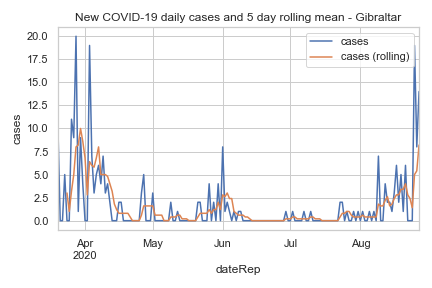 New COVID-19 daily cases and 5 day rolling mean - Gibraltar
cases
cases (rolling)
20.0
17.5
15.0
12.5
10.0
7.5
5.0
2.5
0.0
cases
Apr
2020
May
Jun
Jul
Aug
dateRep